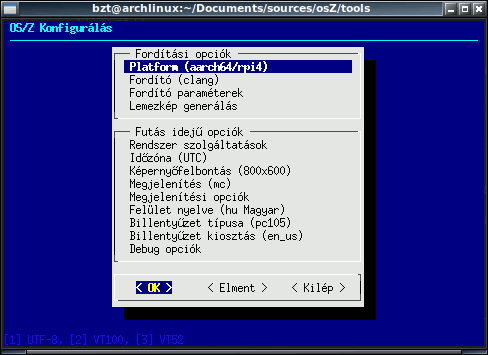 bzt@archlinux:~/Documents/sources/osZ/tools
OS/Z Konfigurálás
Fordítási opciók
Platform (aarch64/rpi4)
Fordító (clang)
Fordító paraméterek
Lemezkép generálás
Futás idejű opciók
Rendszer szolgáltatások
Időzóna (UTC)
Képernyőfelbontás (800x600)
Megjelenítés (mc)
Megjelenítési opciók
Felület nyelve (hu Magyar)
Billentyűzet típusa (pc105)
Billentyűzet kiosztás (en_us)
Debug opciók
< OK > < Elment > < Kilép >
[1] UTF-8, [2] VT100, [3] VT52